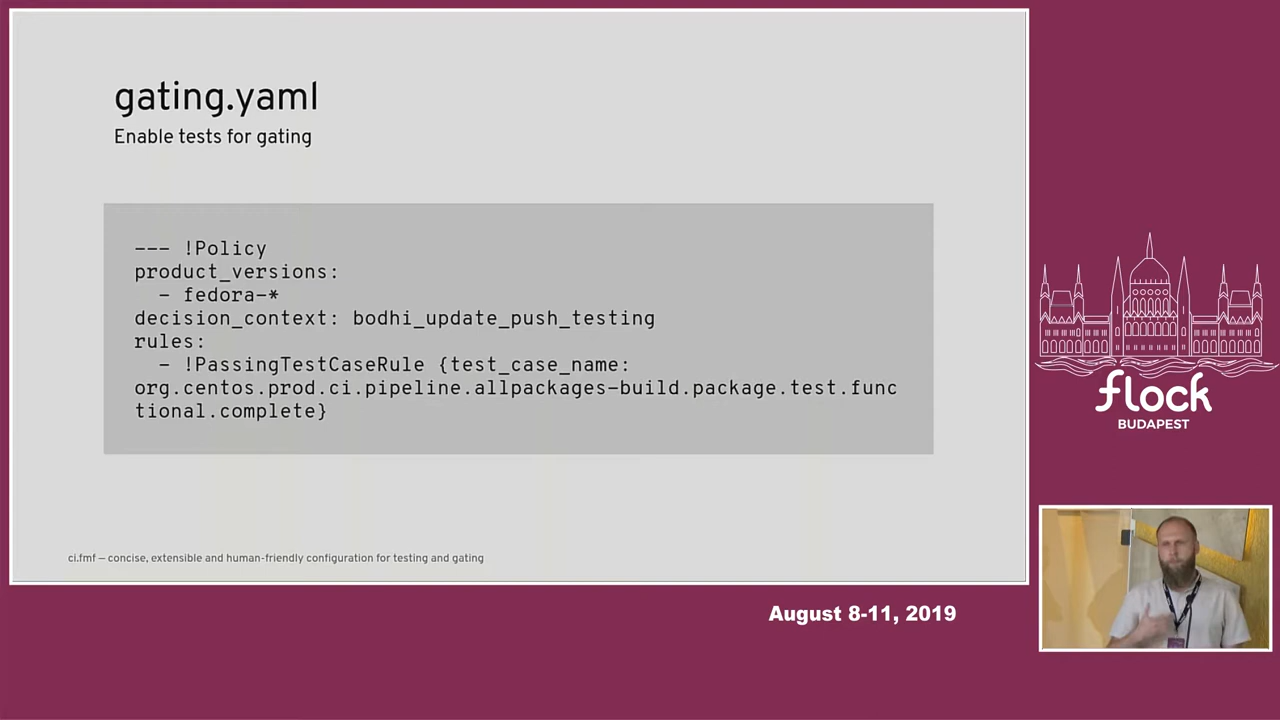 gating.yaml
Enable tests for gating
--- !Policy
product_versions:
  - fedora-*
decision_context: bodhi_update_push_testing
rules:
  - !PassingTestCaseRule {test_case_name:
org.centos.prod.ci.pipeline.allpackages-build.package.test.func
tional.complete}
ci.fmf – concise, extensible and human-friendly configuration for testing and gating
flock
BUDAPEST
August 8-11, 2019